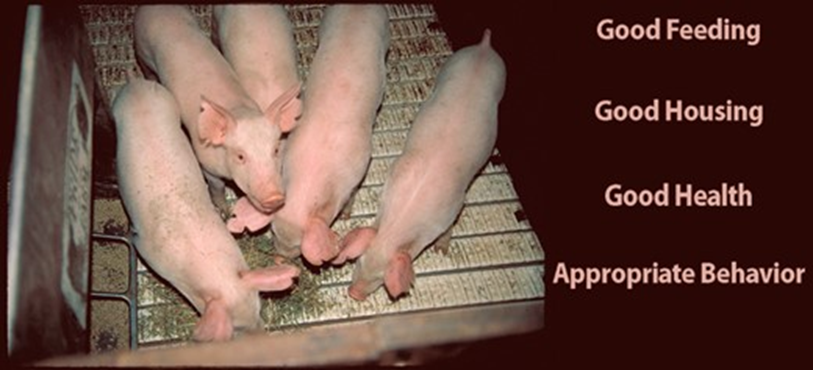 Good Feeding
Good Housing
Good Health
Appropriate Behavior